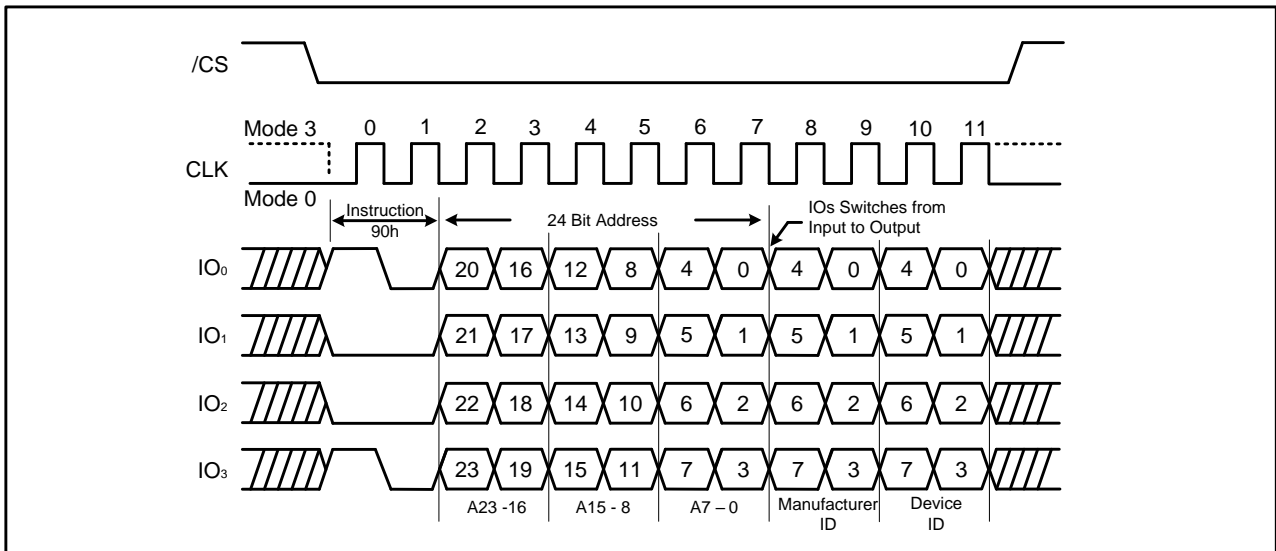 /CS
Mode 3 0 1 2 3 4 5 6 7 8 9 10 11
CLK
Mode 0
Instruction
90h
24 Bit Address
IOs Switches from
Input to Output
IO₀ 20 16 12 8 4 0 4 0 4 0
IO₁ 21 17 13 9 5 1 5 1 5 1
IO₂ 22 18 14 10 6 2 6 2 6 2
IO₃ 23 19 15 11 7 3 7 3 7 3
A23 -16 A15 - 8 A7 – 0 Manufacturer Device
ID ID